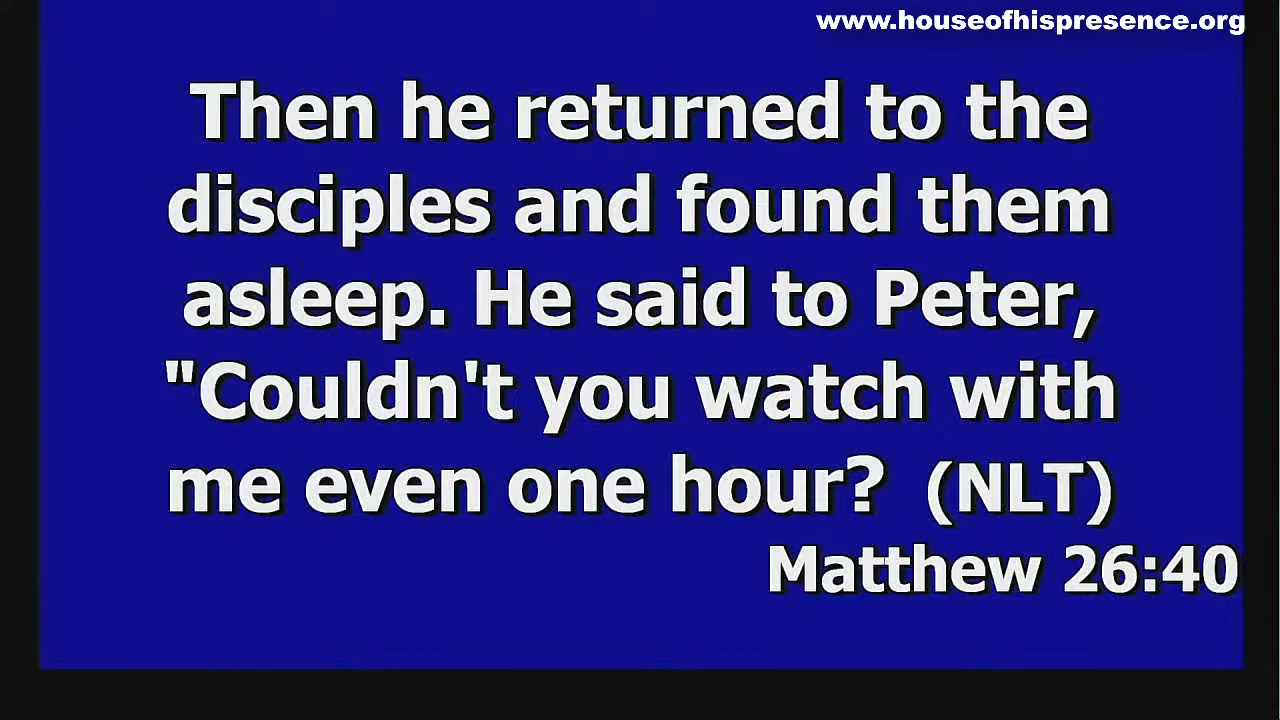 www.houseofhispresence.org
Then he returned to the
disciples and found them
asleep. He said to Peter,
"Couldn't you watch with
me even one hour? (NLT)
Matthew 26:40